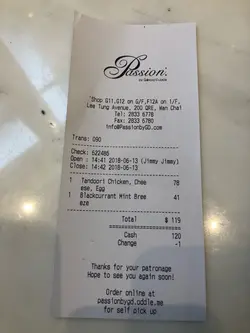 Passion.
by Gérard Dubois
Shop G11,G12 on G/F,F12A on 1/F,
Lee Tung Avenue, 200 QRE, Wan Chai
Tel: 2833 6778
Fax: 2833 5780
Info@PassionbyGD.com
Trans: 090
Check: 622485
Open : 14:41 2018-06-13 (Jimmy Jimmy)
Close: 14:42 2018-06-13
1 Tandoori Chicken, Chee 78
ese, Egg
1 Blackcurrant Mint Bree 41
eeze
Total $ 119
Cash 120
Change -1
Thanks for your patronage
Hope to see you again soon!
Order online at
passionbygd.oddle.me
for self pick up